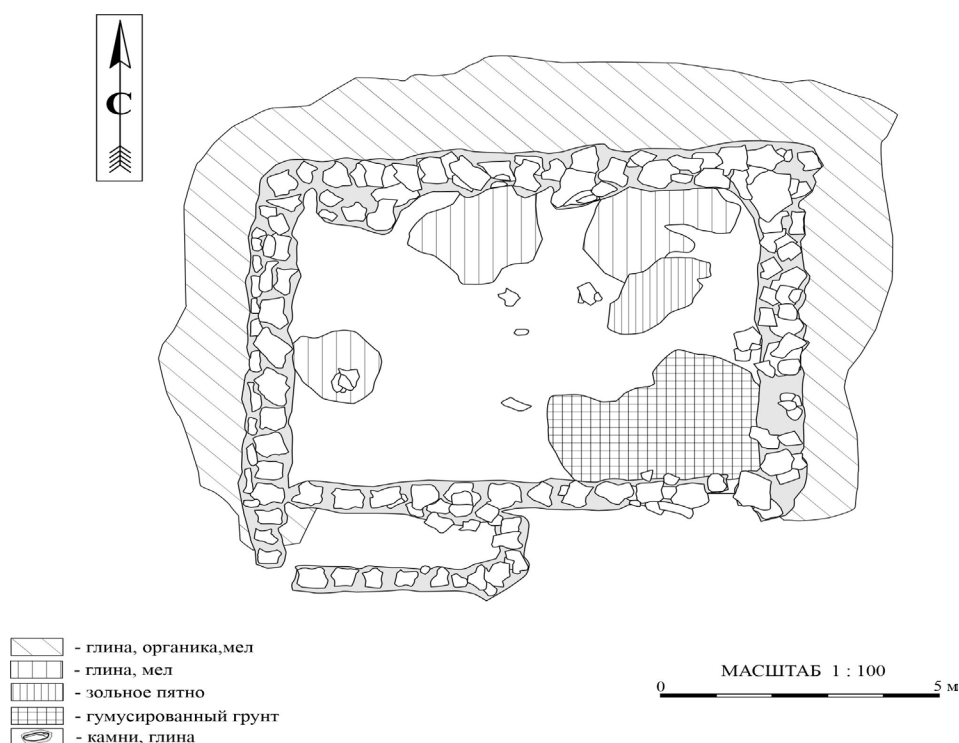 С
- глина, органика,мел
- глина, мел
- зольное пятно
- гумусированный грунт
- камни, глина
МАСШТАБ 1 : 100
0 5 м